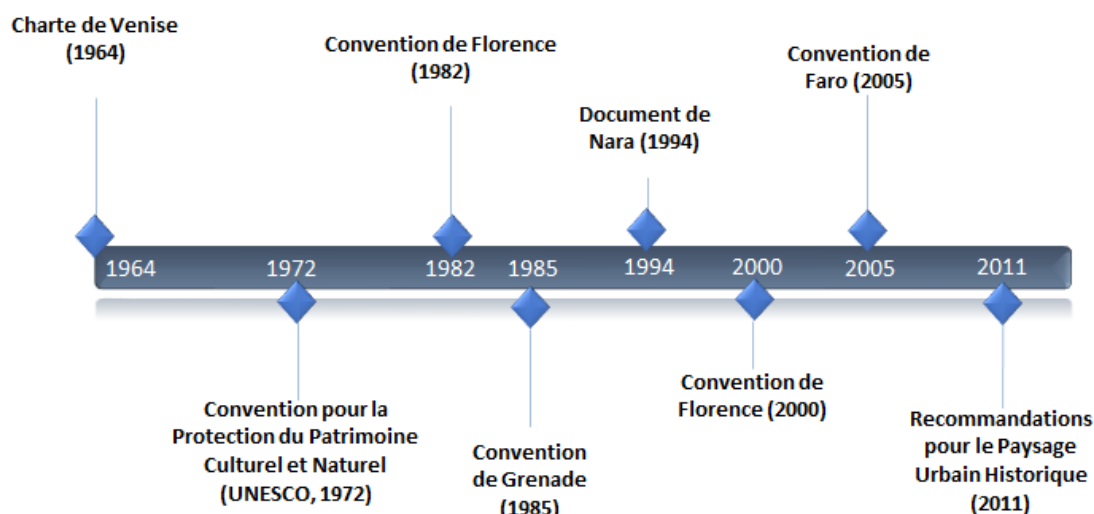 Charte de Venise
(1964)
Convention de Florence
(1982)
Document de
Nara (1994)
Convention de
Faro (2005)
1964 1972 1982 1985 1994 2000 2005 2011
Convention pour la
Protection du Patrimoine
Culturel et Naturel
(UNESCO, 1972)
Convention
de Grenade
(1985)
Convention de
Florence (2000)
Recommandations
pour le Paysage
Urbain Historique
(2011)